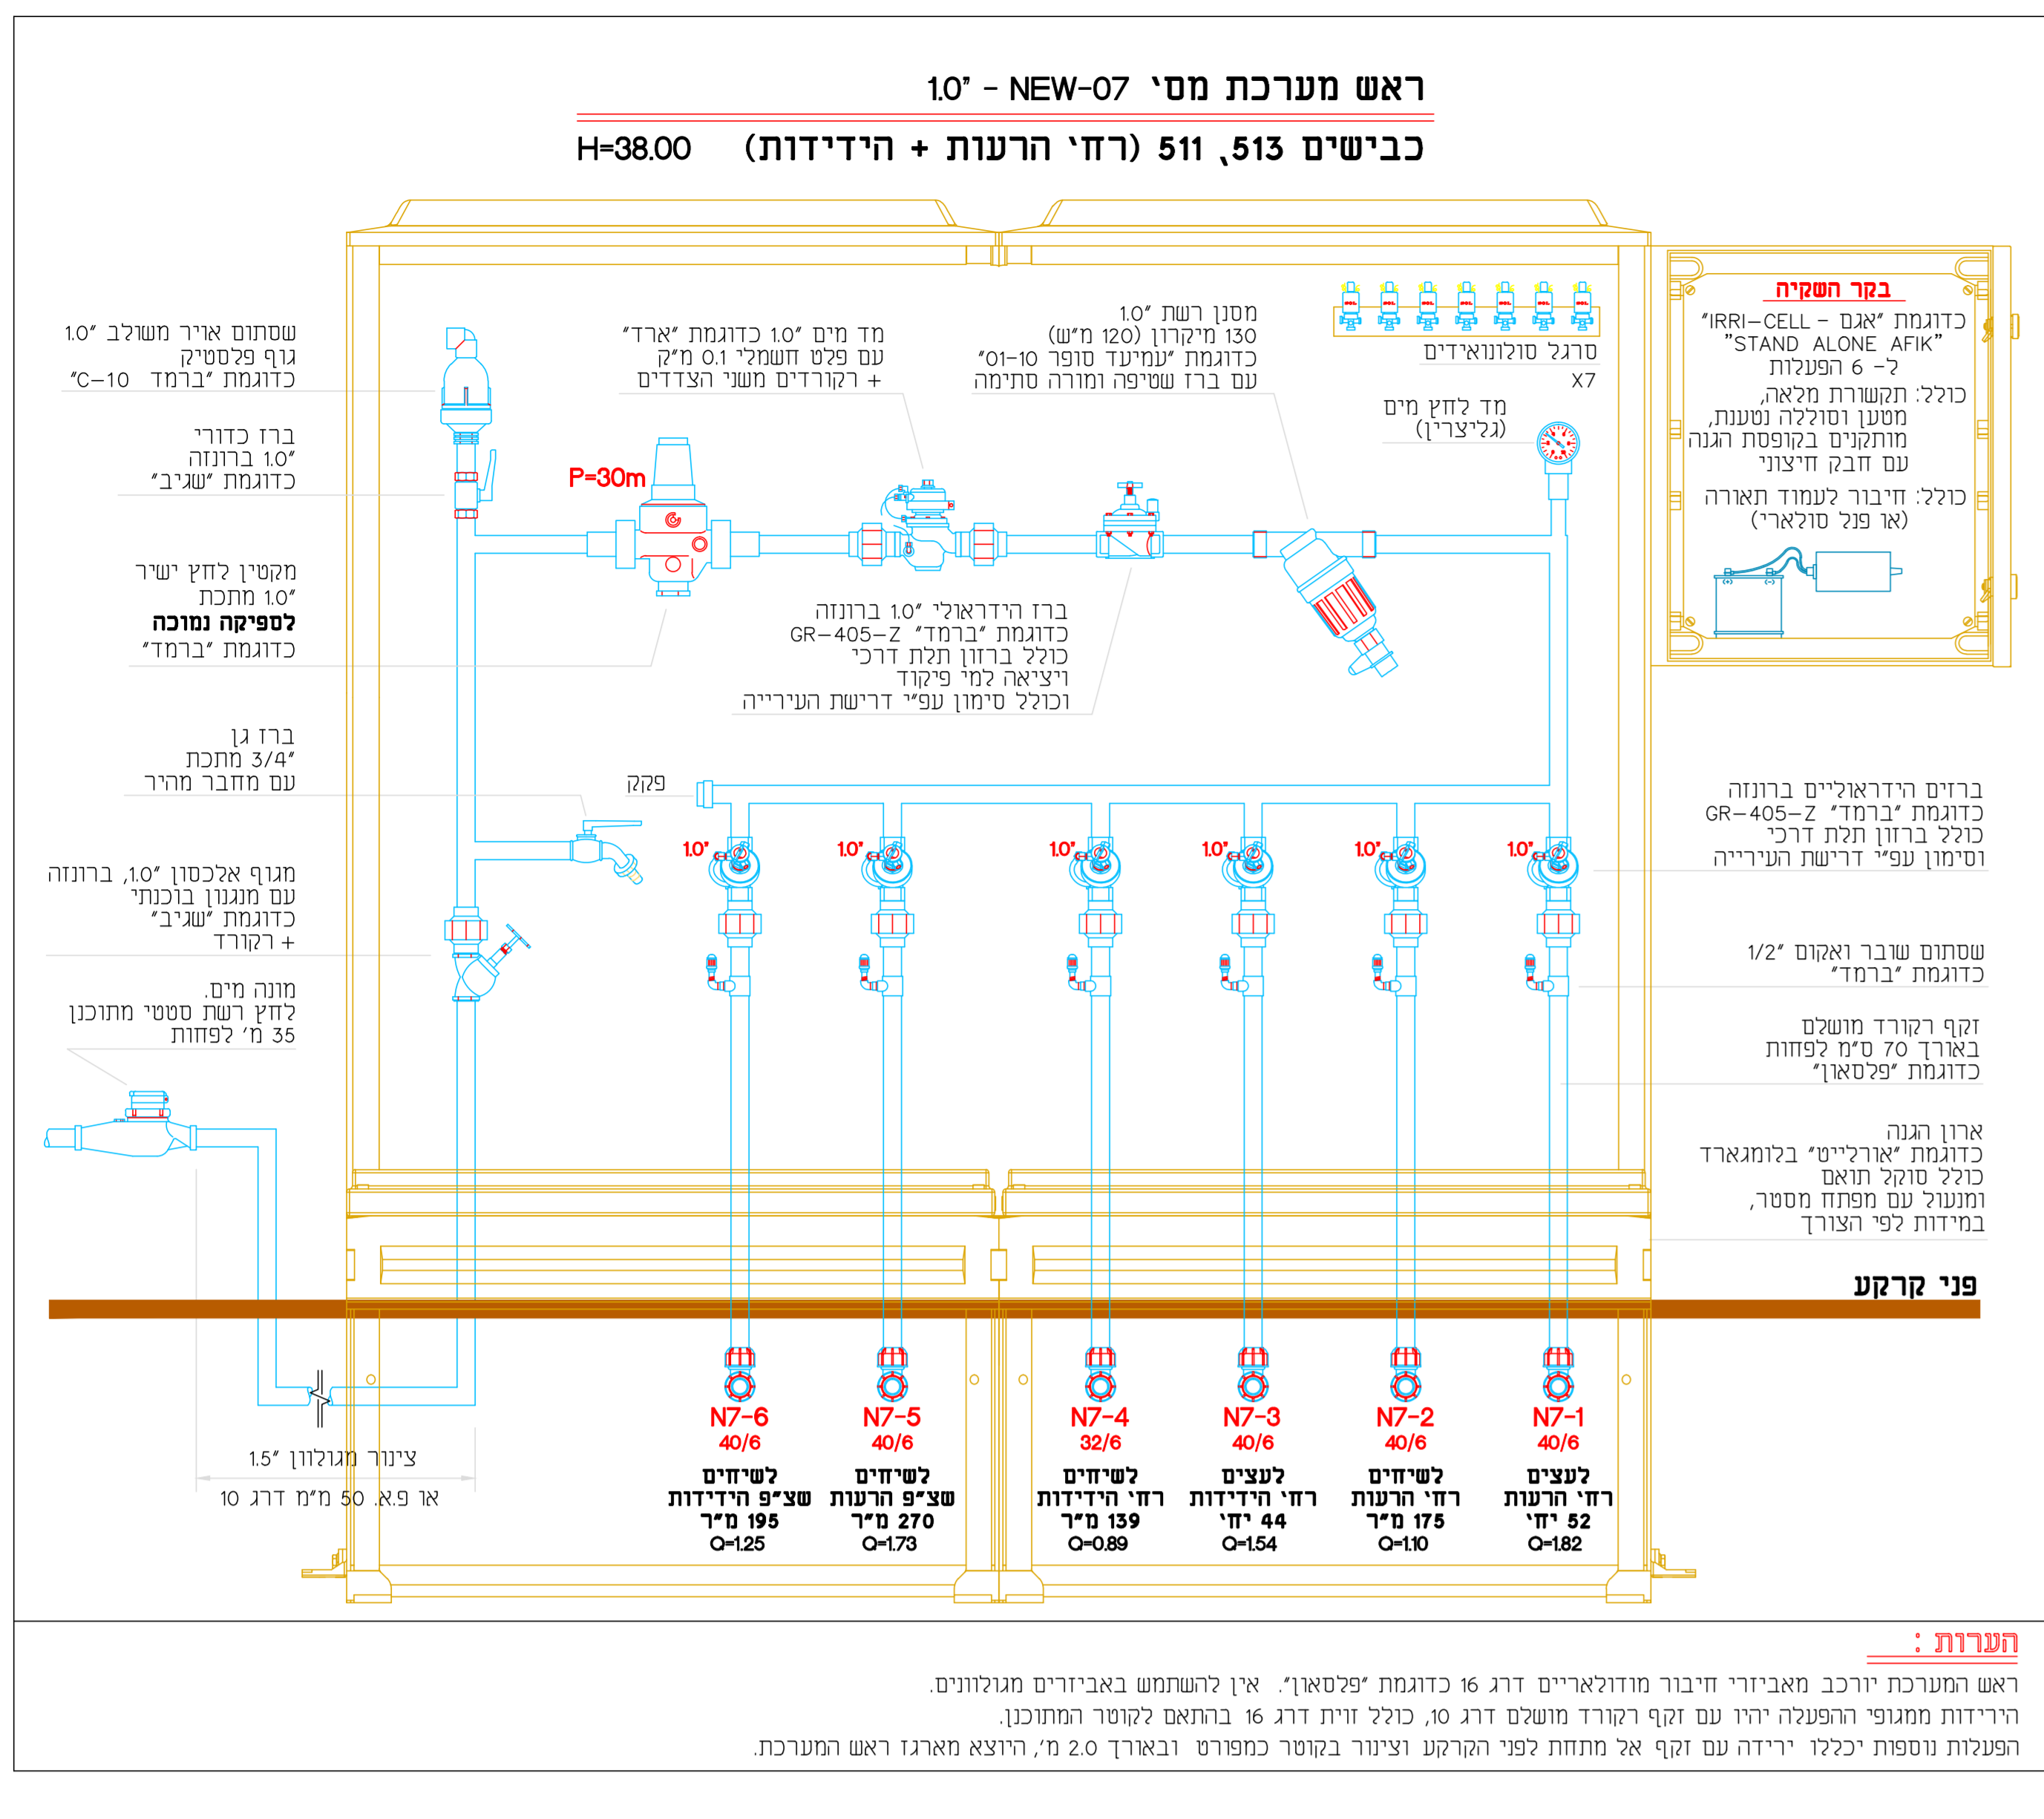 ראש מערכת מס' NEW-07 - 1.0"
כבישים 513, 511 (רח' הרעות + הידידות) H=38.00
שסתום אויר משולב 1.0"
גוף פלסטיק
כדוגמת "ברמד C-10"
ברז כדורי
1.0" ברונזה
כדוגמת "שגיב"
מקטין לחץ ישיר
1.0" מתכת
לספיקה נמוכה
כדוגמת "ברמד"
ברז גן
3/4" מתכת
עם מחבר מהיר
מגוף אלכסון 1.0", ברונזה
עם מנגנון בוכנתי
כדוגמת "שגיב"
+ רקורד
מונה מים.
לחץ רשת סטטי מתוכנן
35 מ' לפחות
P=30m
מד מים 1.0" כדוגמת "ארד"
עם פלט חשמלי 0.1 מ"ק
+ רקורדים משני הצדדים
מסנן רשת 1.0"
130 מיקרון (120 מ"ש)
כדוגמת "עמיעד סופר 01-10"
עם ברז שטיפה ומורה סתימה
סרגל סולונואידים
X7
מד לחץ מים
(גליצרין)
ברז הידראולי 1.0" ברונזה
כדוגמת "ברמד" GR-405-Z
כולל ברזון תלת דרכי
ויציאה למי פיקוד
וכולל סימון עפ"י דרישת העירייה
פקק
בקר השקיה
כדוגמת "אגם - IRRI-CELL"
"STAND ALONE AFIK"
ל- 6 הפעלות
כולל: תקשורת מלאה,
מטען וסוללה נטענת,
מותקנים בקופסת הגנה
עם חבק חיצוני
כולל: חיבור לעמוד תאורה
(או פנל סולארי)
ברזים הידראוליים ברונזה
כדוגמת "ברמד" GR-405-Z
כולל ברזון תלת דרכי
וסימון עפ"י דרישת העירייה
שסתום שובר ואקום 1/2"
כדוגמת "ברמד"
זקף רקורד מושלם
באורך 70 ס"מ לפחות
כדוגמת "פלסאון"
ארון הגנה
כדוגמת "אורלייט" בלומגארד
כולל סוקל תואם
ומנעול עם מפתח מסטר,
במידות לפי הצורך
1.0" 1.0" 1.0" 1.0" 1.0" 1.0"
פני קרקע
צינור מגולוון 1.5"
או פ.א. 50 מ"מ דרג 10
N7-1
40/6
לעצים
רח' הרעות
52 יח'
Q=1.82
N7-2
40/6
לשיחים
רח' הרעות
175 מ"ר
Q=1.10
N7-3
40/6
לעצים
רח' הידידות
44 יח'
Q=1.54
N7-4
32/6
לשיחים
רח' הידידות
139 מ"ר
Q=0.89
N7-5
40/6
לשיחים
שצ"פ הרעות
270 מ"ר
Q=1.73
N7-6
40/6
לשיחים
שצ"פ הידידות
195 מ"ר
Q=1.25
הערות :
ראש המערכת יורכב מאביזרי חיבור מודולאריים דרג 16 כדוגמת "פלסאון". אין להשתמש באביזרים מגולוונים.
הירידות ממגופי ההפעלה יהיו עם זקף רקורד מושלם דרג 10, כולל זוית דרג 16 בהתאם לקוטר המתוכנן.
הפעלות נוספות יכללו ירידה עם זקף אל מתחת לפני הקרקע וצינור בקוטר כמפורט ובאורך 2.0 מ', היוצא מארגז ראש המערכת.